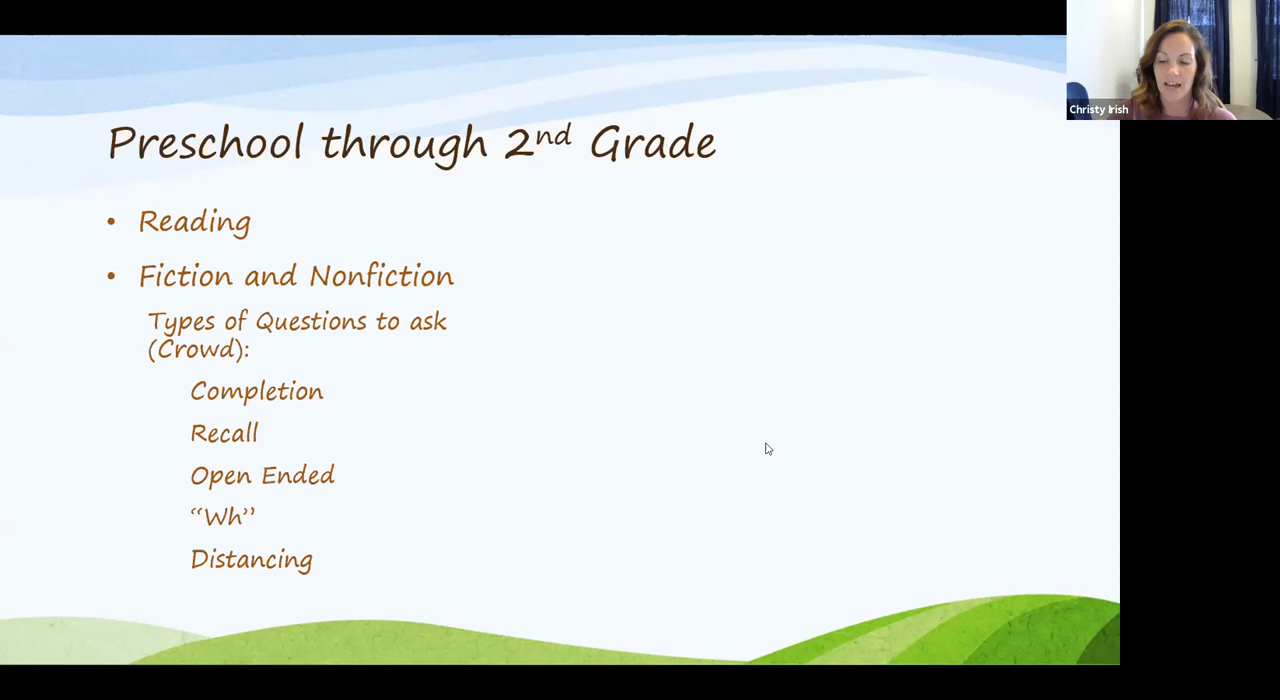 Christy Irish
Preschool through 2nd Grade
• Reading
• Fiction and Nonfiction
Types of Questions to ask
(Crowd):
Completion
Recall
Open Ended
“Wh”
Distancing